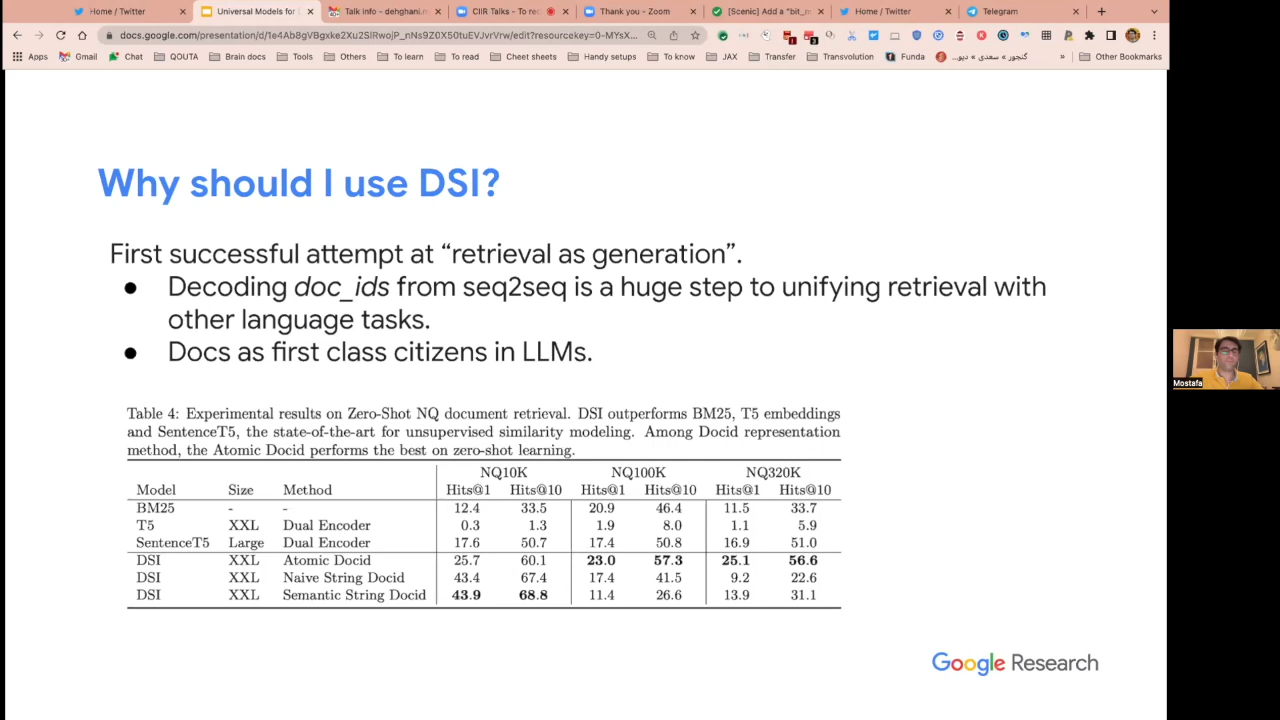 Home / Twitter
Universal Models for
Talk Info - dehghani.m
CIIR Talks - To re
Thank you - Zoom
[Scenic] Add a "bit_n
Home / Twitter
Telegram
docs.google.com/presentation/d/1e4Ab8gVBgxke2Xu2SIRwojP_nNs9Z0X50tuEVJvrVrw/edit?resourcekey=0-MYsX...
Apps Gmail Chat QOUTA Brain docs Tools Others To learn To read Cheet sheets Handy setups To know JAX Transfer Transvolution Funda گنجور » سعدی » دیو... » Other Bookmarks
Why should I use DSI?
First successful attempt at “retrieval as generation”.
● Decoding doc_ids from seq2seq is a huge step to unifying retrieval with
other language tasks.
● Docs as first class citizens in LLMs.
Mostafa
Table 4: Experimental results on Zero-Shot NQ document retrieval. DSI outperforms BM25, T5 embeddings
and SentenceT5, the state-of-the-art for unsupervised similarity modeling. Among Docid representation
method, the Atomic Docid performs the best on zero-shot learning.
NQ10K NQ100K NQ320K
Model Size Method Hits@1 Hits@10 Hits@1 Hits@10 Hits@1 Hits@10
BM25 - - 12.4 33.5 20.9 46.4 11.5 33.7
T5 XXL Dual Encoder 0.3 1.3 1.9 8.0 1.1 5.9
SentenceT5 Large Dual Encoder 17.6 50.7 17.4 50.8 16.9 51.0
DSI XXL Atomic Docid 25.7 60.1 23.0 57.3 25.1 56.6
DSI XXL Naive String Docid 43.4 67.4 17.4 41.5 9.2 22.6
DSI XXL Semantic String Docid 43.9 68.8 11.4 26.6 13.9 31.1
Google Research